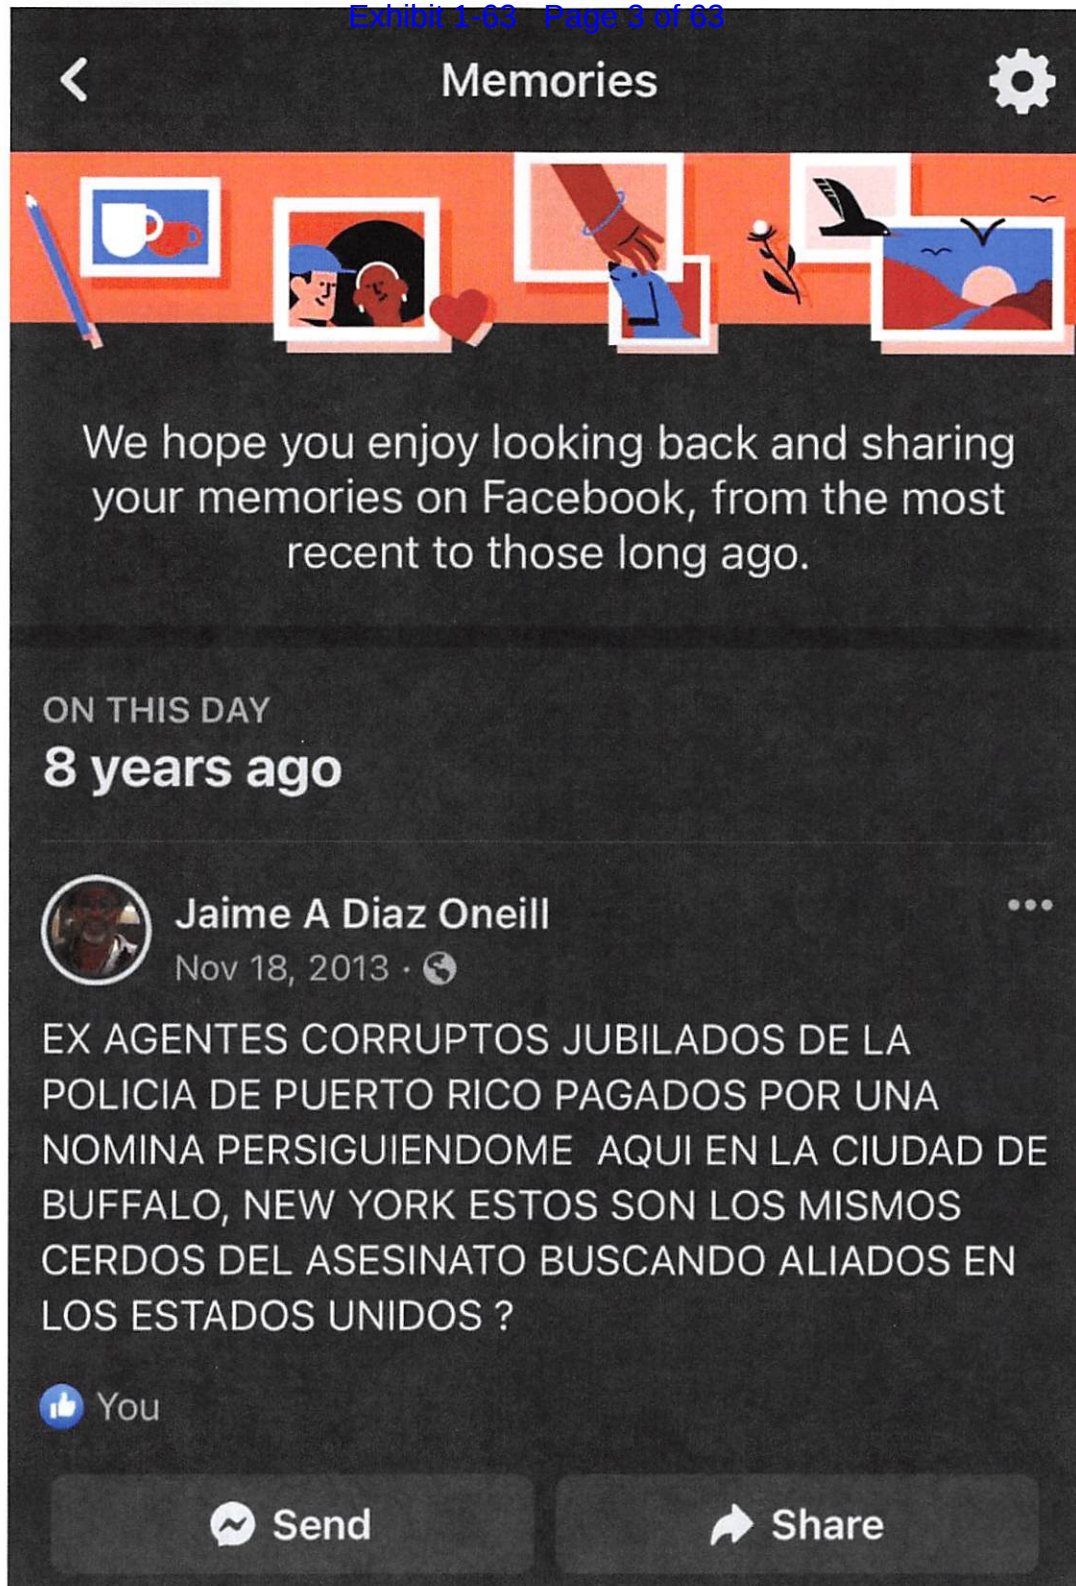 Exhibit 1-63 Page 3 of 63
Memories
We hope you enjoy looking back and sharing
your memories on Facebook, from the most
recent to those long ago.
ON THIS DAY
8 years ago
Jaime A Diaz Oneill
Nov 18, 2013 ·
EX AGENTES CORRUPTOS JUBILADOS DE LA
POLICIA DE PUERTO RICO PAGADOS POR UNA
NOMINA PERSIGUIENDOME AQUI EN LA CIUDAD DE
BUFFALO, NEW YORK ESTOS SON LOS MISMOS
CERDOS DEL ASESINATO BUSCANDO ALIADOS EN
LOS ESTADOS UNIDOS ?
You
Send
Share